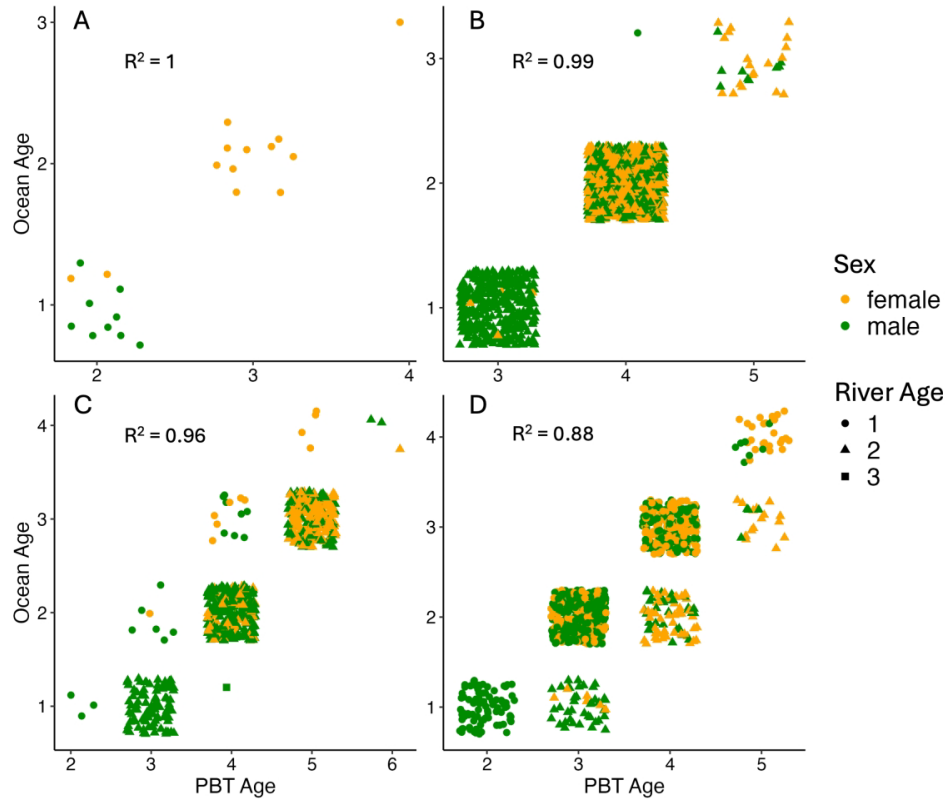 A
R² = 1
3
2
1
Ocean Age
2
3
4
B
R² = 0.99
3
2
1
3
4
5
Sex
female
male
River Age
1
2
3
C
R² = 0.96
4
3
2
1
Ocean Age
2
3
4
5
6
PBT Age
D
R² = 0.88
4
3
2
1
2
3
4
5
PBT Age